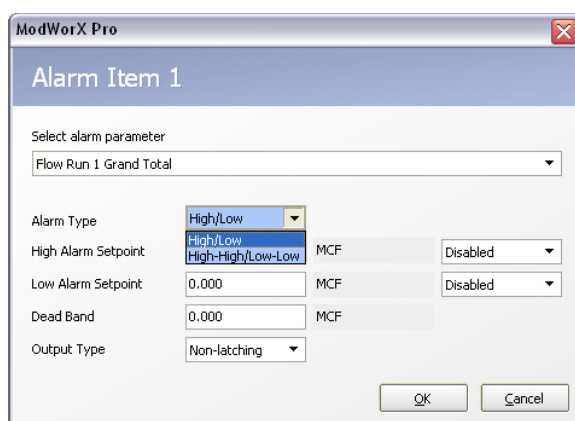 ModWorX Pro
Alarm Item 1
Select alarm parameter
Flow Run 1 Grand Total
Alarm Type High/Low
High/Low
High-High/Low-Low
High Alarm Setpoint MCF Disabled
Low Alarm Setpoint 0.000 MCF Disabled
Dead Band 0.000 MCF
Output Type Non-latching
OK Cancel